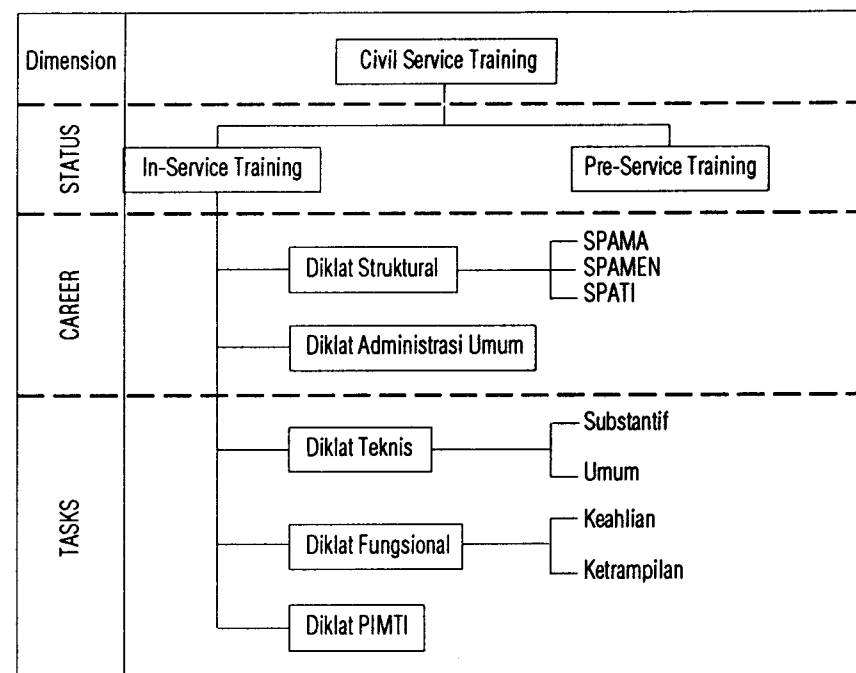 Dimension
Civil Service Training
STATUS
In-Service Training
Pre-Service Training
CAREER
Diklat Struktural
SPAMA
SPAMEN
SPATI
Diklat Administrasi Umum
TASKS
Diklat Teknis
Substantif
Umum
Diklat Fungsional
Keahlian
Ketrampilan
Diklat PIMTI